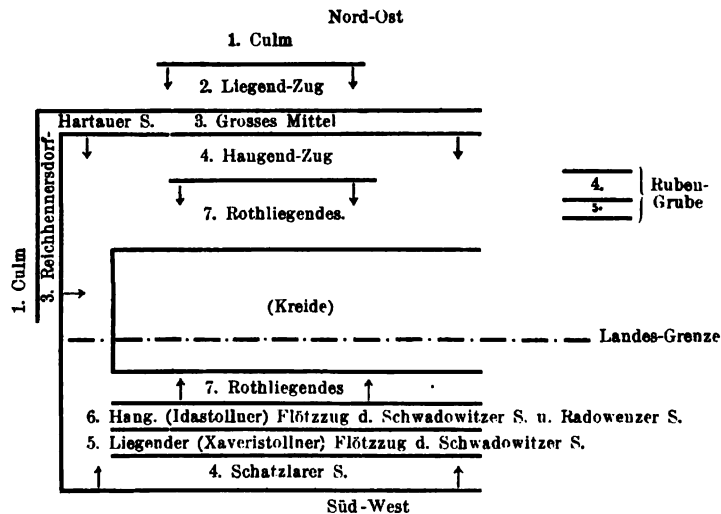 Nord-Ost
1. Culm
2. Liegend-Zug
Hartauer S. 3. Grosses Mittel
4. Hangend-Zug
7. Rothliegendes.
4.
5.
Ruben-
Grube
1. Culm
3. Reichhennersdorf-
(Kreide)
Landes-Grenze
7. Rothliegendes
6. Hang. (Idastollner) Flötzzug d. Schwadowitzer S. u. Radowenzer S.
5. Liegender (Xaveristollner) Flötzzug d. Schwadowitzer S.
4. Schatzlarer S.
Süd-West